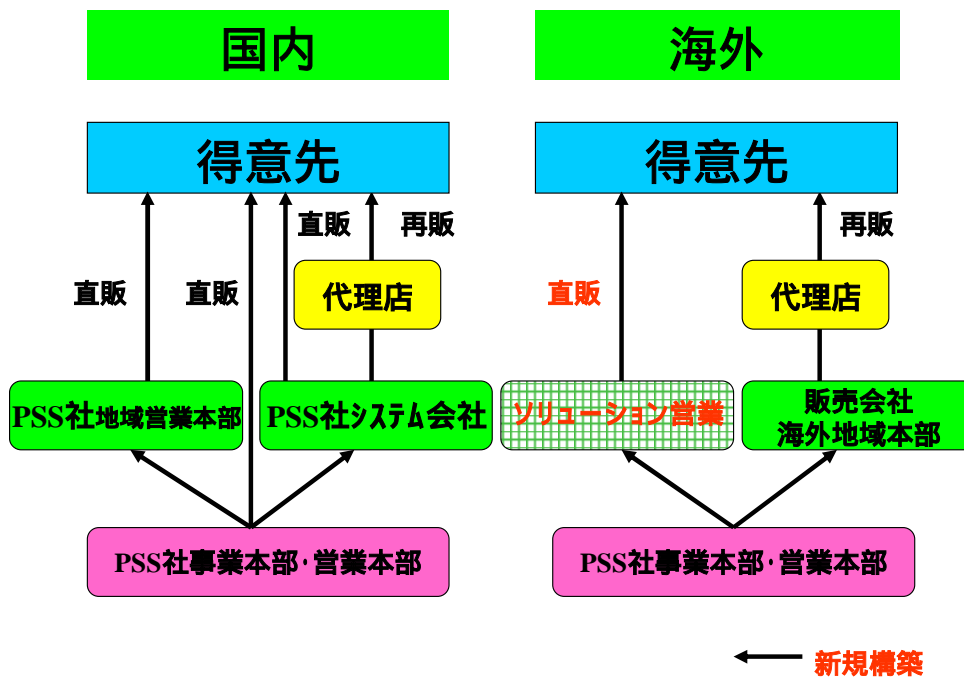 国内
海外
得意先
得意先
直販
再販
再販
直販
直販
直販
代理店
代理店
PSS社地域営業本部
PSS社ｼｽﾃﾑ会社
ソリューション営業
販売会社
海外地域本部
PSS社事業本部･営業本部
PSS社事業本部･営業本部
新規構築